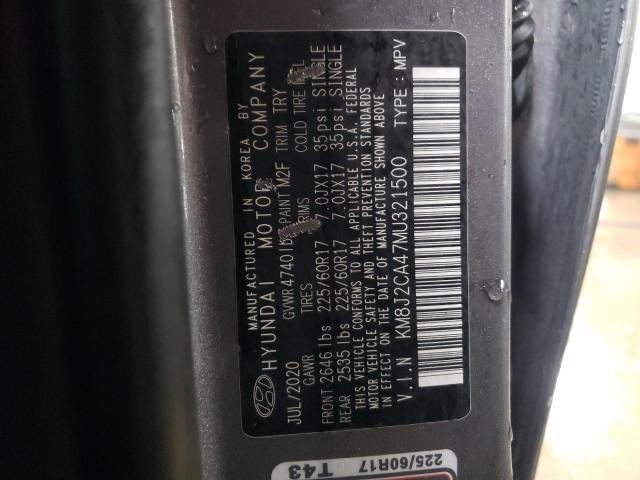 MANUFACTURED IN KOREA BY
HYUNDAI MOTOR COMPANY
JUL/2020 GVWR 4740 lb PAINT M2F TRIM TRY
GAWR TIRES RIMS COLD TIRE
FRONT 2646 lbs 225/60R17 7.0JX17 35psi SINGLE
REAR 2535 lbs 225/60R17 7.0JX17 35psi SINGLE
THIS VEHICLE CONFORMS TO ALL APPLICABLE U.S.A. FEDERAL
MOTOR VEHICLE SAFETY AND THEFT PREVENTION STANDARDS
IN EFFECT ON THE DATE OF MANUFACTURE SHOWN ABOVE
V.I.N KM8J2CA47MU321500 TYPE : MPV
225/60R17
T43